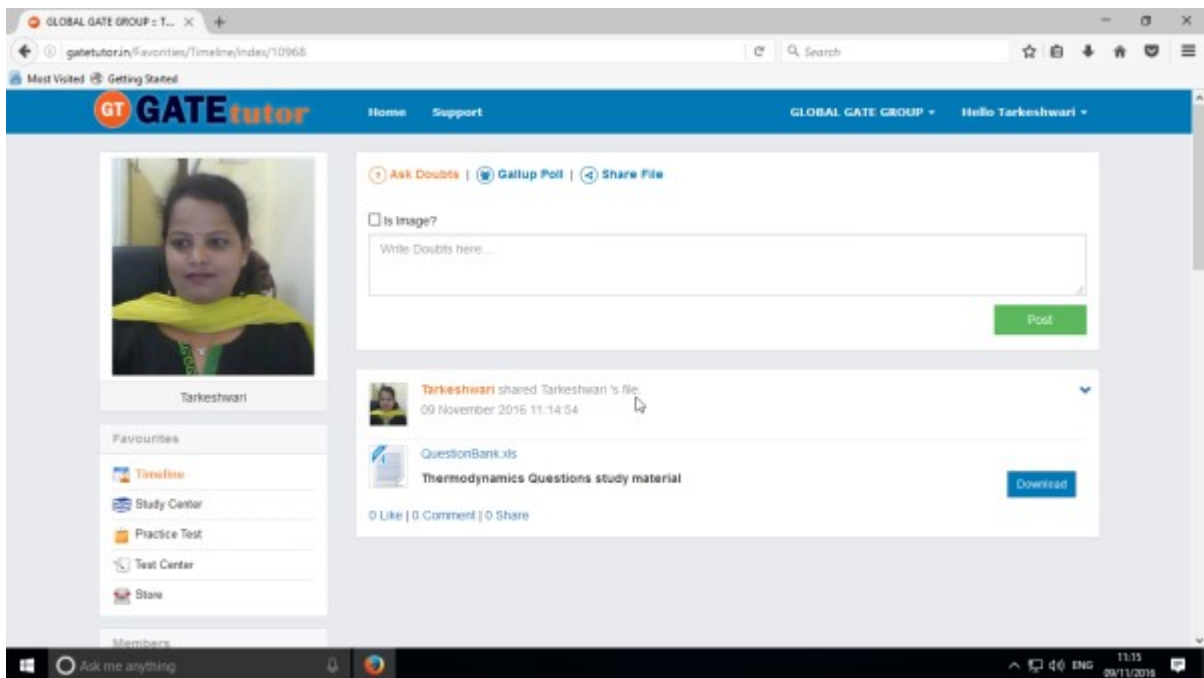 GLOBAL GATE GROUP :: T...
gatetutor.in/Favorities/Timeline/Index/10968
Search
Most Visited Getting Started
GT GATEtutor Home Support GLOBAL GATE GROUP Hello Tarkeshwari
? Ask Doubts | Gallup Poll | Share File
Is Image?
Write Doubts here...
Post
Tarkeshwari
Tarkeshwari shared Tarkeshwari 's file.
09 November 2016 11:14:54
QuestionBank.xls
Thermodynamics Questions study material
Download
0 Like | 0 Comment | 0 Share
Favourites
Timeline
Study Center
Practice Test
Test Center
Store
Members
Ask me anything
ENG
11:15
09/11/2016